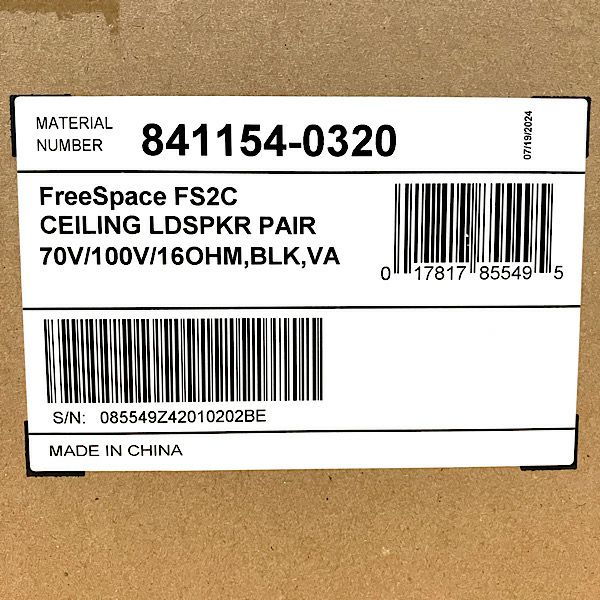 MATERIAL
NUMBER
841154-0320
07/19/2024
FreeSpace FS2C
CEILING LDSPKR PAIR
70V/100V/16OHM,BLK,VA
0 17817 85549 5
S/N: 085549Z42010202BE
MADE IN CHINA